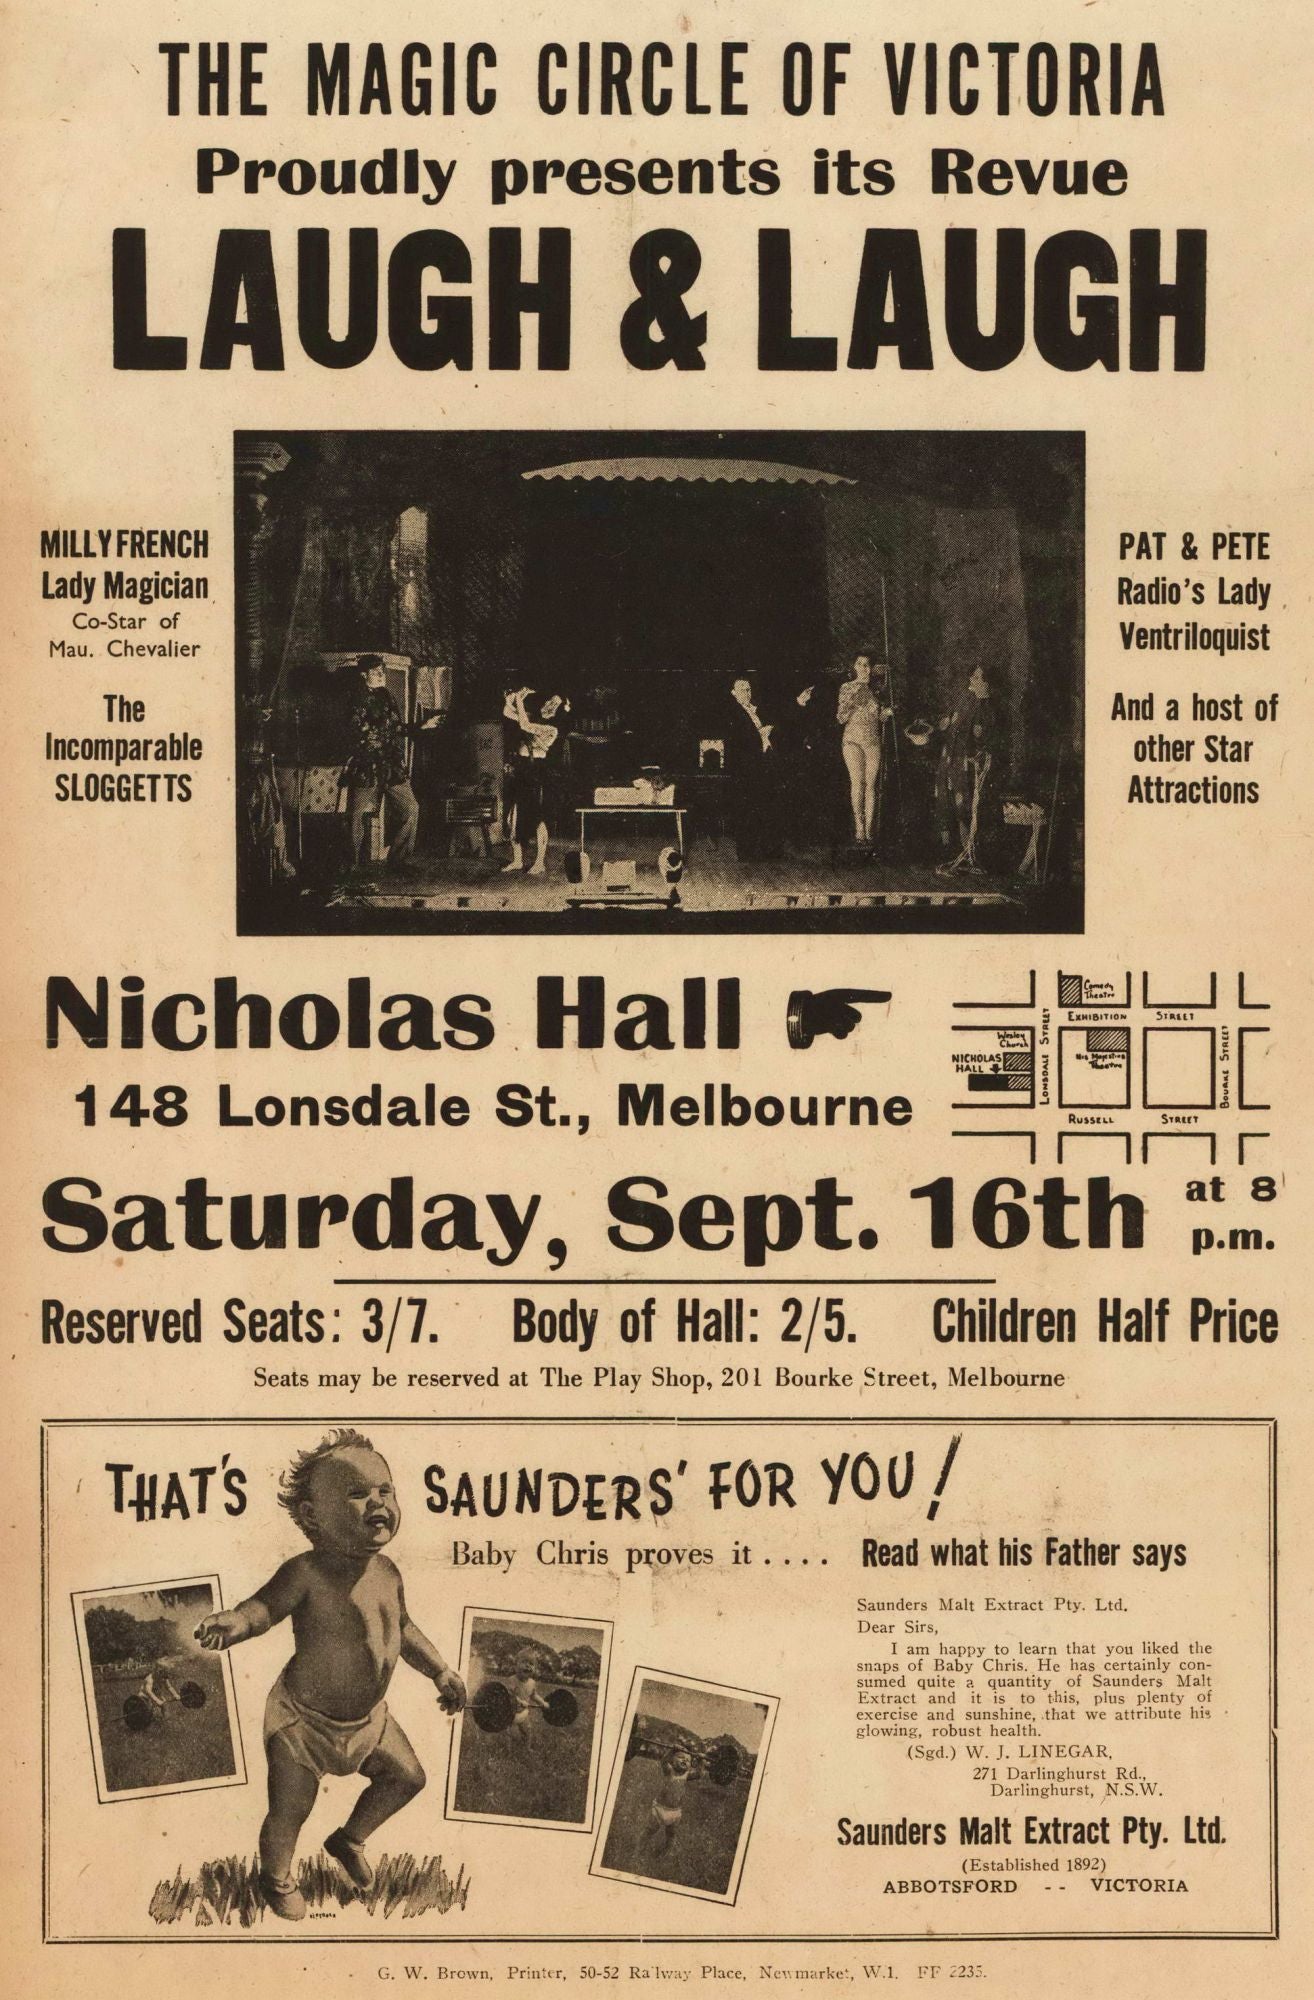 THE MAGIC CIRCLE OF VICTORIA
Proudly presents its Revue
LAUGH & LAUGH
MILLY FRENCH
Lady Magician
Co-Star of
Mau. Chevalier
The
Incomparable
SLOGGETTS
PAT & PETE
Radio's Lady
Ventriloquist
And a host of
other Star
Attractions
Nicholas Hall
148 Lonsdale St., Melbourne
Comedy
Theatre
EXHIBITION STREET
Wesley
Church
NICHOLAS
HALL
LONSDALE STREET
His Majesties
Theatre
BOURKE STREET
RUSSELL STREET
Saturday, Sept. 16th at 8
p.m.
Reserved Seats: 3/7. Body of Hall: 2/5. Children Half Price
Seats may be reserved at The Play Shop, 201 Bourke Street, Melbourne
THAT'S SAUNDERS' FOR YOU!
Baby Chris proves it .... Read what his Father says
Saunders Malt Extract Pty. Ltd.
Dear Sirs,
I am happy to learn that you liked the
snaps of Baby Chris. He has certainly con-
sumed quite a quantity of Saunders Malt
Extract and it is to this, plus plenty of
exercise and sunshine, that we attribute his
glowing, robust health.
(Sgd.) W. J. LINEGAR,
271 Darlinghurst Rd.,
Darlinghurst, N.S.W.
Saunders Malt Extract Pty. Ltd.
(Established 1892)
ABBOTSFORD -- VICTORIA
G. W. Brown, Printer, 50-52 Railway Place, Newmarket, W.1. FF 2235.